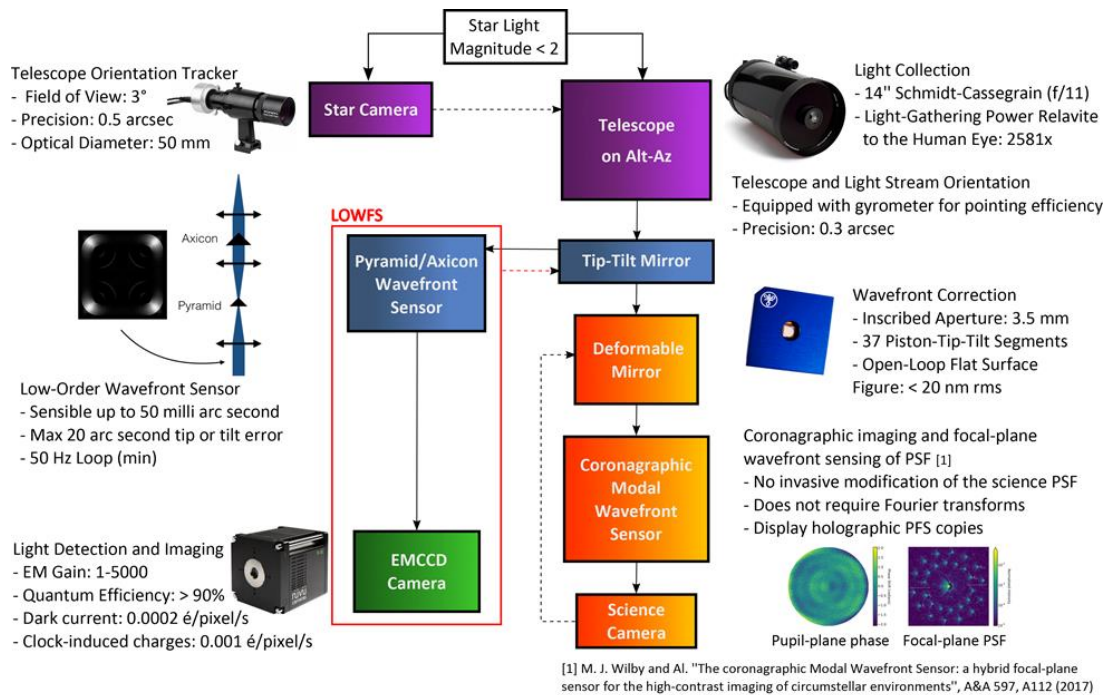 Star Light
Magnitude < 2
Telescope Orientation Tracker
- Field of View: 3°
- Precision: 0.5 arcsec
- Optical Diameter: 50 mm
Star Camera
Telescope
on Alt-Az
Light Collection
- 14" Schmidt-Cassegrain (f/11)
- Light-Gathering Power Relavite
to the Human Eye: 2581x
Telescope and Light Stream Orientation
- Equipped with gyrometer for pointing efficiency
- Precision: 0.3 arcsec
LOWFS
Axicon
Pyramid
Pyramid/Axicon
Wavefront
Sensor
Tip-Tilt Mirror
Wavefront Correction
- Inscribed Aperture: 3.5 mm
- 37 Piston-Tip-Tilt Segments
- Open-Loop Flat Surface
Figure: < 20 nm rms
Deformable
Mirror
Low-Order Wavefront Sensor
- Sensible up to 50 milli arc second
- Max 20 arc second tip or tilt error
- 50 Hz Loop (min)
Coronagraphic
Modal
Wavefront
Sensor
Coronagraphic imaging and focal-plane
wavefront sensing of PSF [1]
- No invasive modification of the science PSF
- Does not require Fourier transforms
- Display holographic PFS copies
Light Detection and Imaging
- EM Gain: 1-5000
- Quantum Efficiency: > 90%
- Dark current: 0.0002 é/pixel/s
- Clock-induced charges: 0.001 é/pixel/s
nüvü
EMCCD
Camera
Science
Camera
Pupil-plane phase
Focal-plane PSF
[1] M. J. Wilby and Al. "The coronagraphic Modal Wavefront Sensor: a hybrid focal-plane
sensor for the high-contrast imaging of circumstellar environments", A&A 597, A112 (2017)